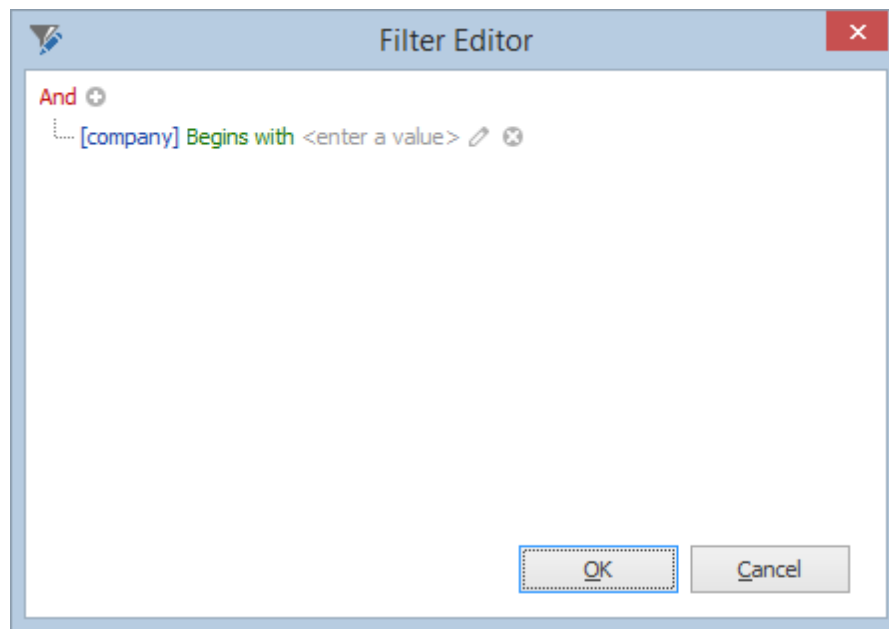 Filter Editor
And
[company] Begins with <enter a value>
OK
Cancel